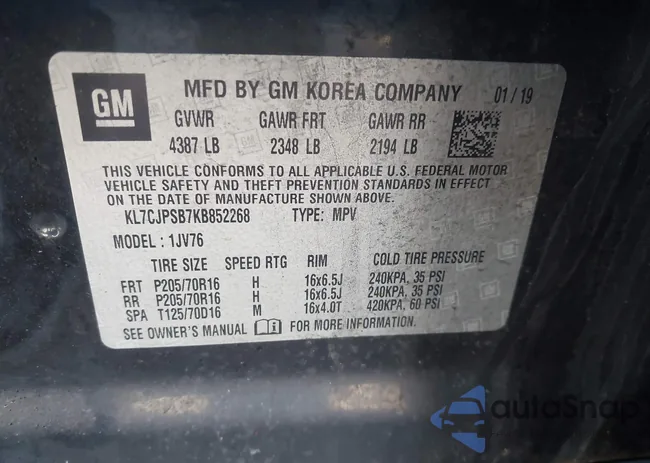 GM
MFD BY GM KOREA COMPANY 01 / 19
GVWR GAWR FRT GAWR RR
4387 LB 2348 LB 2194 LB
THIS VEHICLE CONFORMS TO ALL APPLICABLE U.S. FEDERAL MOTOR
VEHICLE SAFETY AND THEFT PREVENTION STANDARDS IN EFFECT
ON THE DATE OF MANUFACTURE SHOWN ABOVE.
KL7CJPSB7KB852268 TYPE: MPV
MODEL : 1JV76
TIRE SIZE SPEED RTG RIM COLD TIRE PRESSURE
FRT P205/70R16 H 16x6.5J 240KPA, 35 PSI
RR P205/70R16 H 16x6.5J 240KPA, 35 PSI
SPA T125/70D16 M 16x4.0T 420KPA, 60 PSI
SEE OWNER'S MANUAL FOR MORE INFORMATION.
autoSnap